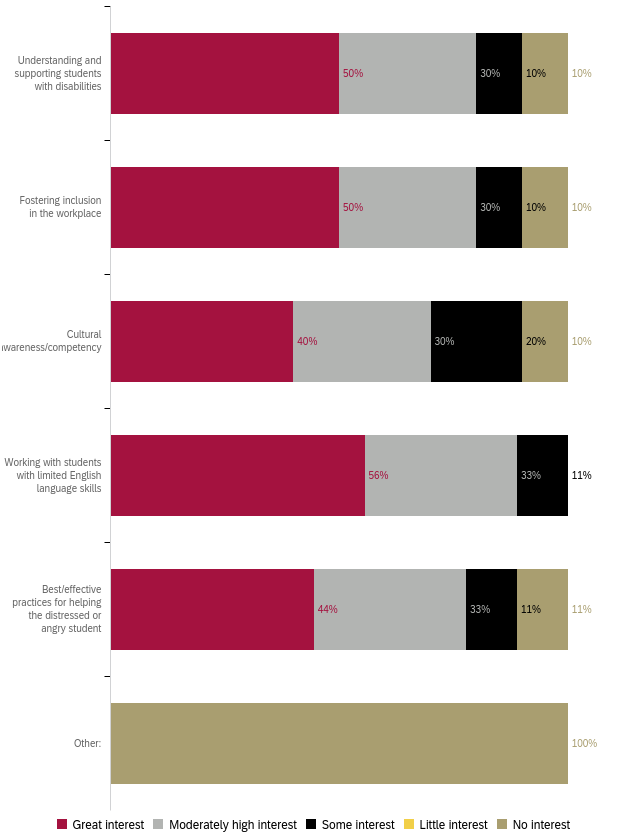 Understanding and
supporting students
with disabilities
50% 30% 10% 10%
Fostering inclusion
in the workplace
50% 30% 10% 10%
Cultural
wareness/competency
40% 30% 20% 10%
Working with students
with limited English
language skills
56% 33% 11%
Best/effective
practices for helping
the distressed or
angry student
44% 33% 11% 11%
Other:
100%
Great interest Moderately high interest Some interest Little interest No interest